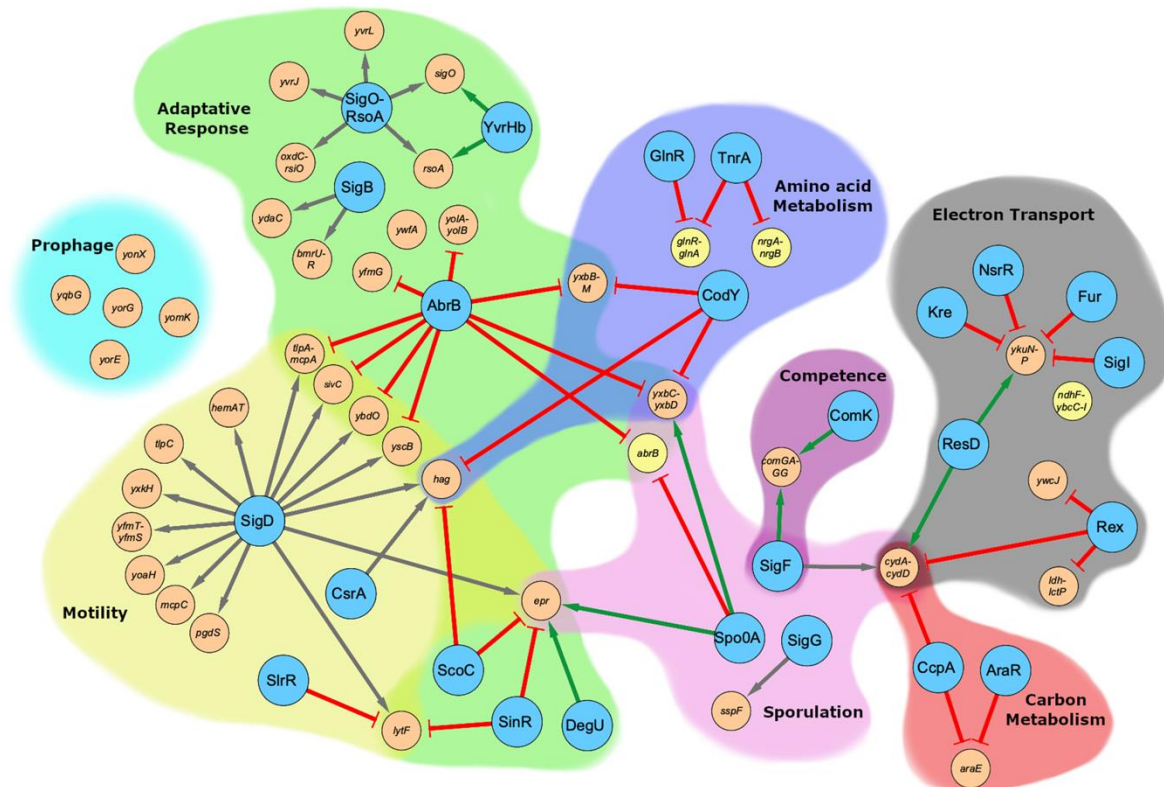 yvrL
yvrJ
sigO
SigO-
RsoA
Adaptative
Response
YvrHb
oxdC-
rsiO
rsoA
SigB
ydaC
bmrU-
R
ywfA
yolA-
yolB
yfmG
AbrB
Prophage
yonX
yqbG
yorG
yomK
yorE
GlnR
TnrA
Amino acid
Metabolism
glnR-
glnA
nrgA-
nrgB
yxbB-
M
CodY
Electron Transport
NsrR
Kre
Fur
ykuN-
P
SigI
ndhF-
ybcC-I
ResD
ywcJ
Rex
ldh-
lctP
tlpA-
mcpA
sivC
ybdO
yscB
hemAT
tlpC
yxkH
yfmT-
yfmS
yoaH
mcpC
pgdS
SigD
Motility
hag
CsrA
SlrR
lytF
ScoC
SinR
DegU
epr
yxbC-
yxbD
abrB
Competence
ComK
comGA-
GG
SigF
cydA-
cydD
Spo0A
SigG
sspF
Sporulation
CcpA
AraR
Carbon
Metabolism
araE